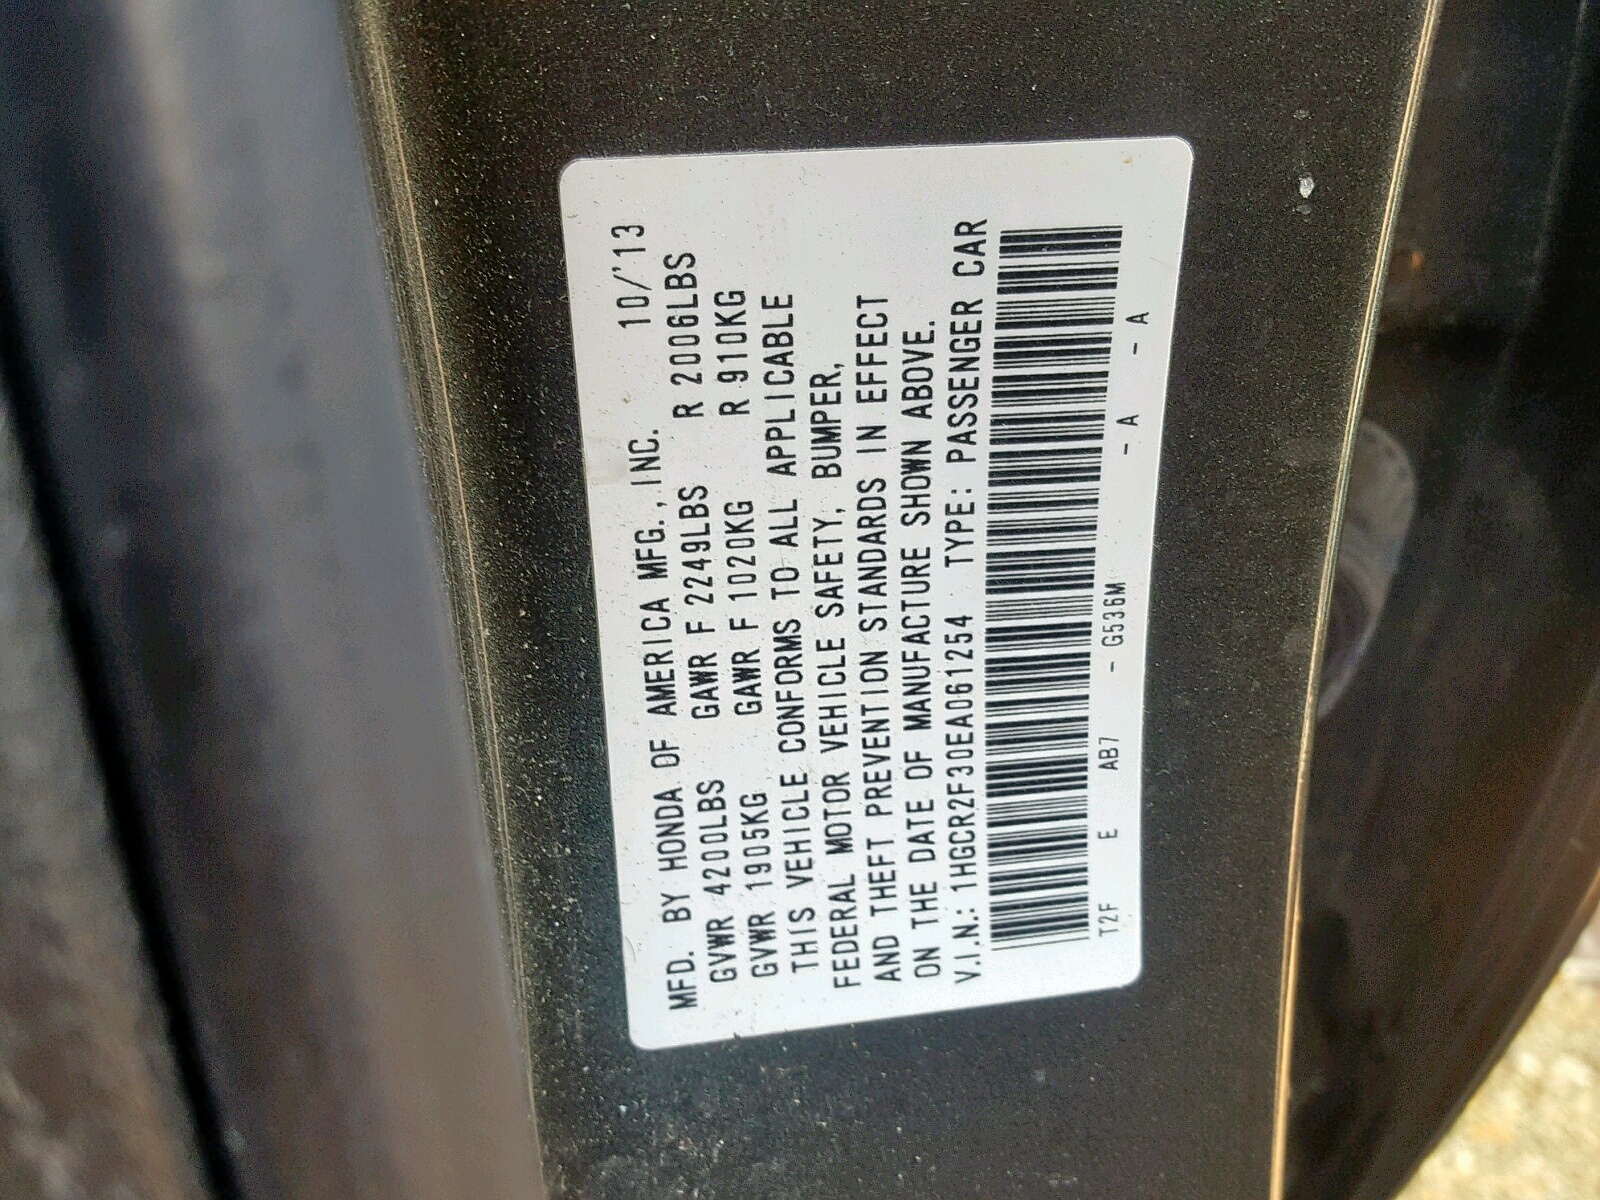 MFD. BY HONDA OF AMERICA MFG., INC. 10/'13
GVWR 4200LBS GAWR F 2249LBS R 2006LBS
GVWR 1905KG GAWR F 1020KG R 910KG
THIS VEHICLE CONFORMS TO ALL APPLICABLE
FEDERAL MOTOR VEHICLE SAFETY, BUMPER,
AND THEFT PREVENTION STANDARDS IN EFFECT
ON THE DATE OF MANUFACTURE SHOWN ABOVE.
V.I.N.: 1HGCR2F30EA061254 TYPE: PASSENGER CAR
T2F E AB7 - G536M - A - A